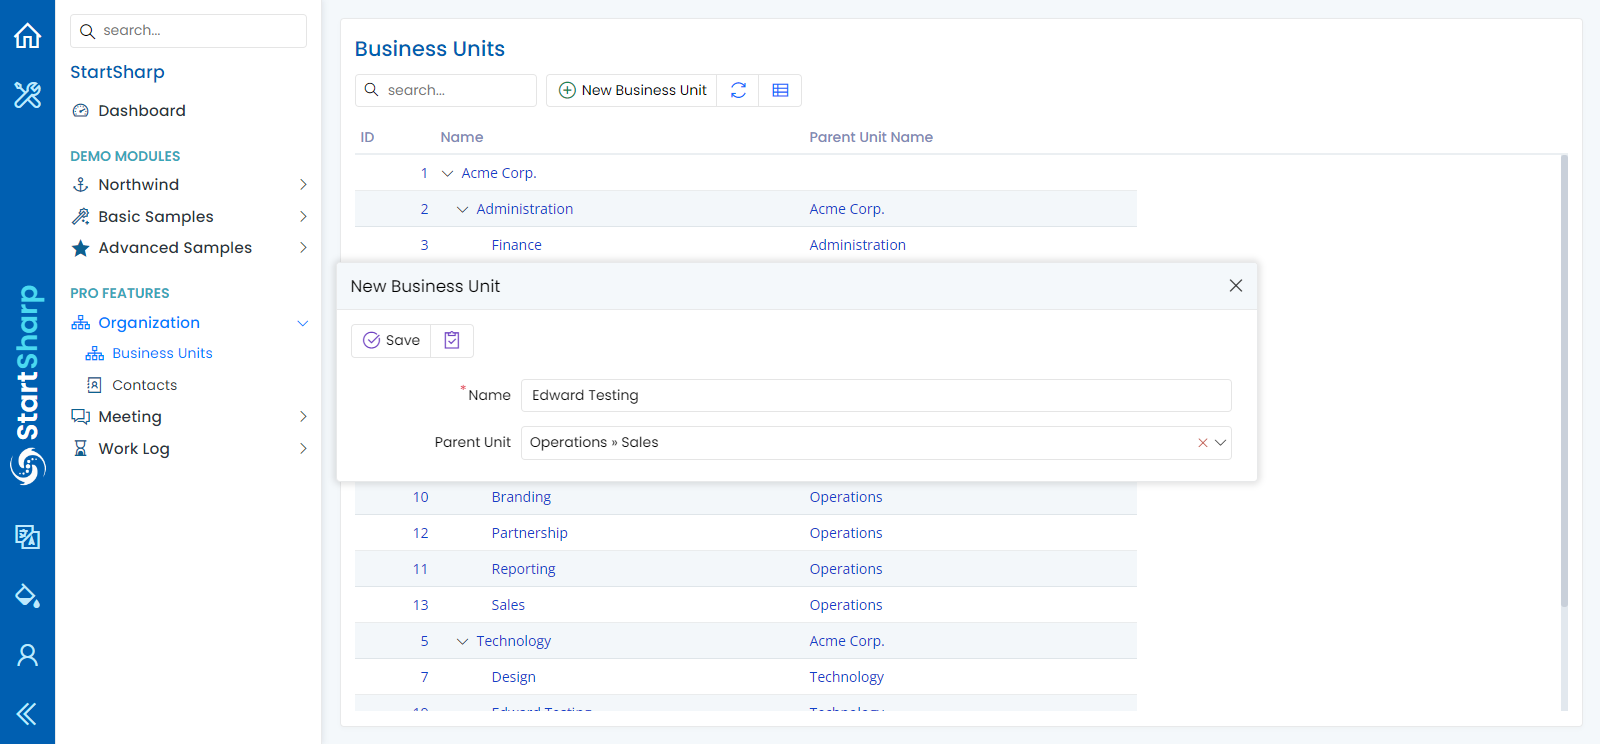 search...
StartSharp
Dashboard
DEMO MODULES
Northwind
Basic Samples
Advanced Samples
PRO FEATURES
Organization
Business Units
Contacts
Meeting
Work Log
StartSharp
Business Units
search...
New Business Unit
ID Name Parent Unit Name
1 Acme Corp.
2 Administration Acme Corp.
3 Finance Administration
New Business Unit
Save
*Name Edward Testing
Parent Unit Operations » Sales
10 Branding Operations
12 Partnership Operations
11 Reporting Operations
13 Sales Operations
5 Technology Acme Corp.
7 Design Technology
Edward Testing Technology